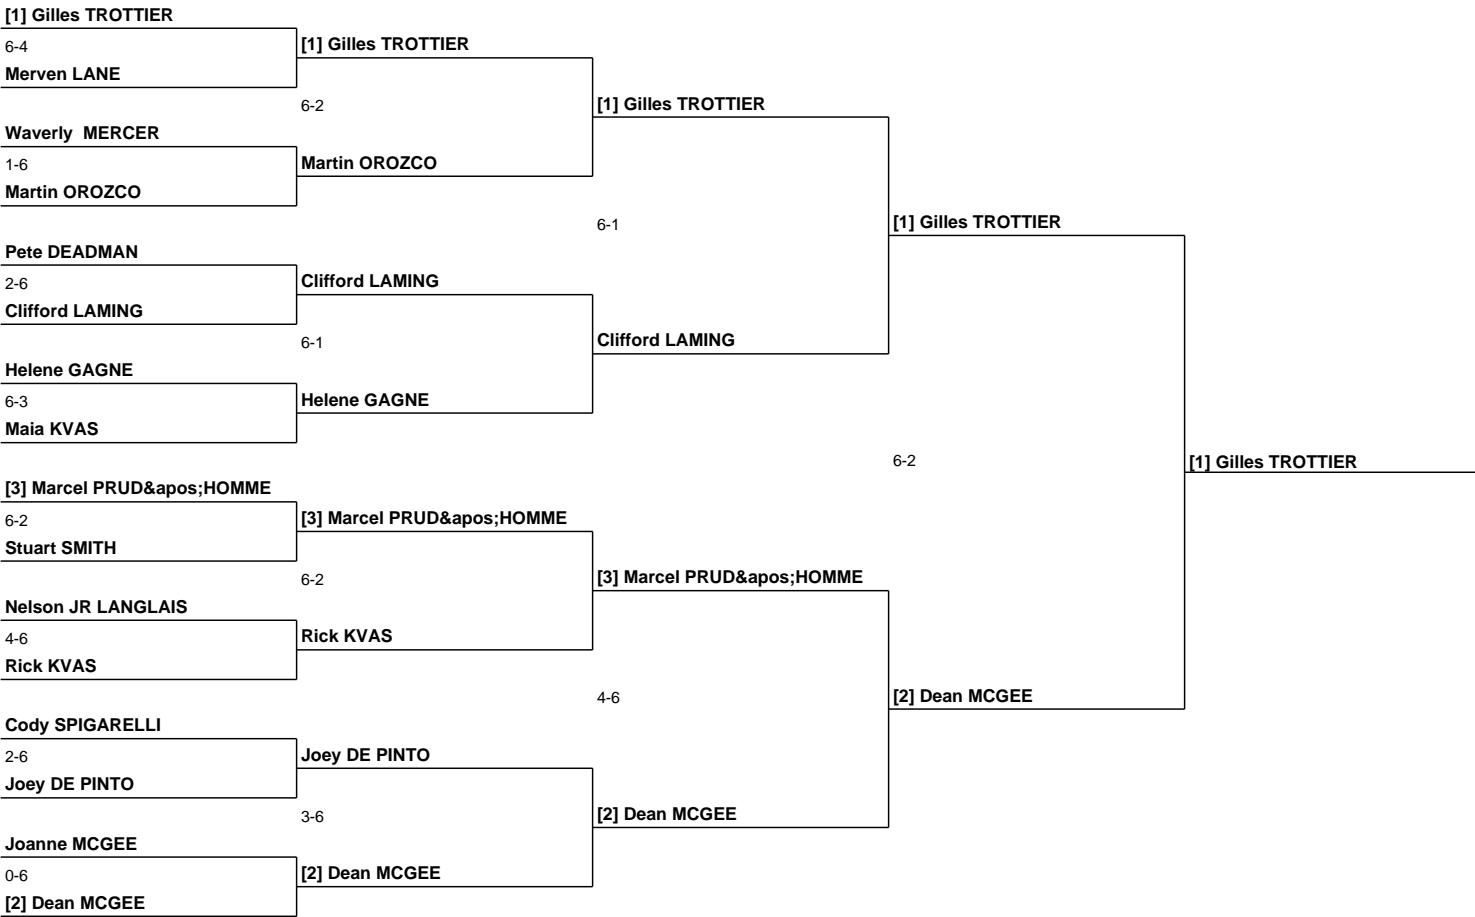 [1] Gilles TROTTIER
6-4
Merven LANE
Waverly  MERCER
1-6
Martin OROZCO
Pete DEADMAN
2-6
Clifford LAMING
Helene GAGNE
6-3
Maia KVAS
[3] Marcel PRUD&apos;HOMME
6-2
Stuart SMITH
Nelson JR LANGLAIS
4-6
Rick KVAS
Cody SPIGARELLI
2-6
Joey DE PINTO
Joanne MCGEE
0-6
[2] Dean MCGEE
[1] Gilles TROTTIER
6-2
Martin OROZCO
Clifford LAMING
6-1
Helene GAGNE
[3] Marcel PRUD&apos;HOMME
6-2
Rick KVAS
Joey DE PINTO
3-6
[2] Dean MCGEE
[1] Gilles TROTTIER
6-1
Clifford LAMING
[3] Marcel PRUD&apos;HOMME
4-6
[2] Dean MCGEE
[1] Gilles TROTTIER
6-2
[2] Dean MCGEE
[1] Gilles TROTTIER